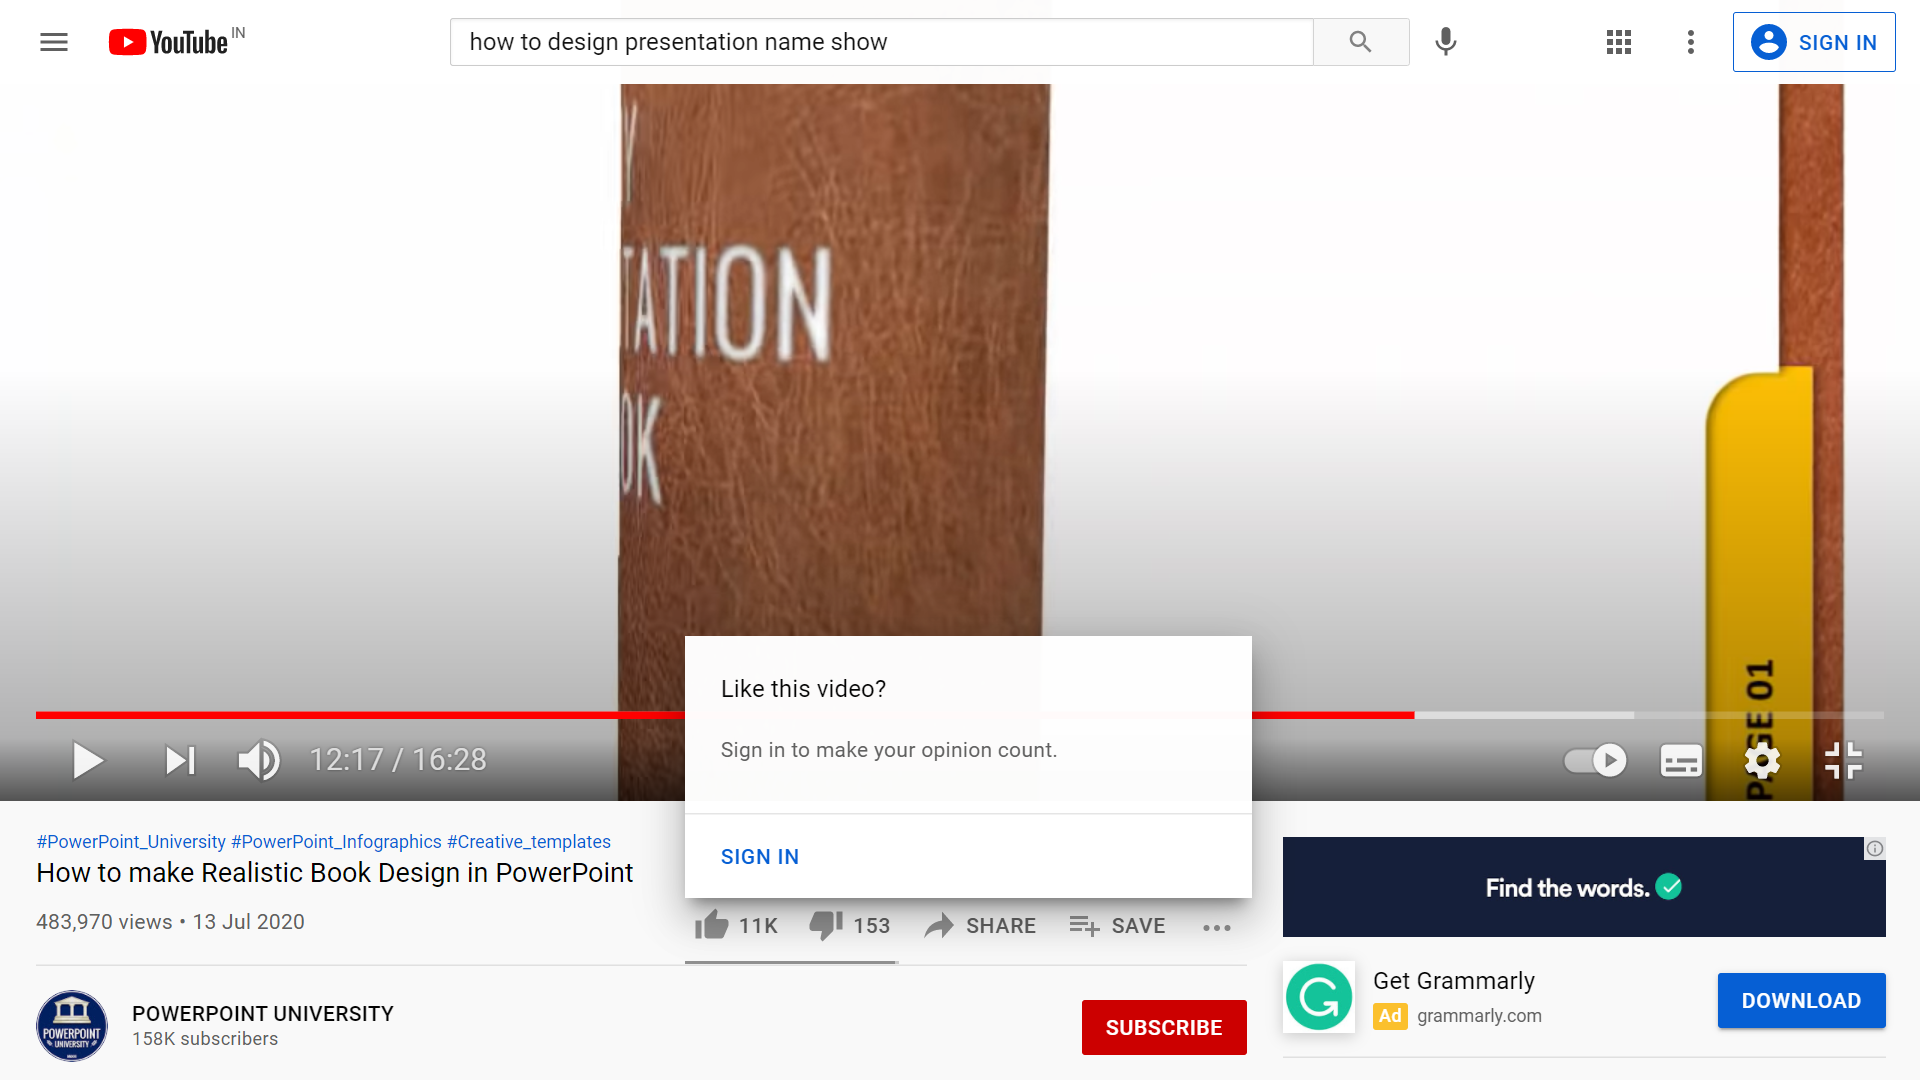 YouTube IN
how to design presentation name show
SIGN IN
Y
TATION
OK
PAGE 01
Like this video?
Sign in to make your opinion count.
SIGN IN
12:17 / 16:28
#PowerPoint_University #PowerPoint_Infographics #Creative_templates
How to make Realistic Book Design in PowerPoint
483,970 views • 13 Jul 2020
11K 153 SHARE SAVE
POWERPOINT UNIVERSITY
POWERPOINT UNIVERSITY
158K subscribers
SUBSCRIBE
Find the words.
Get Grammarly
Ad grammarly.com
DOWNLOAD